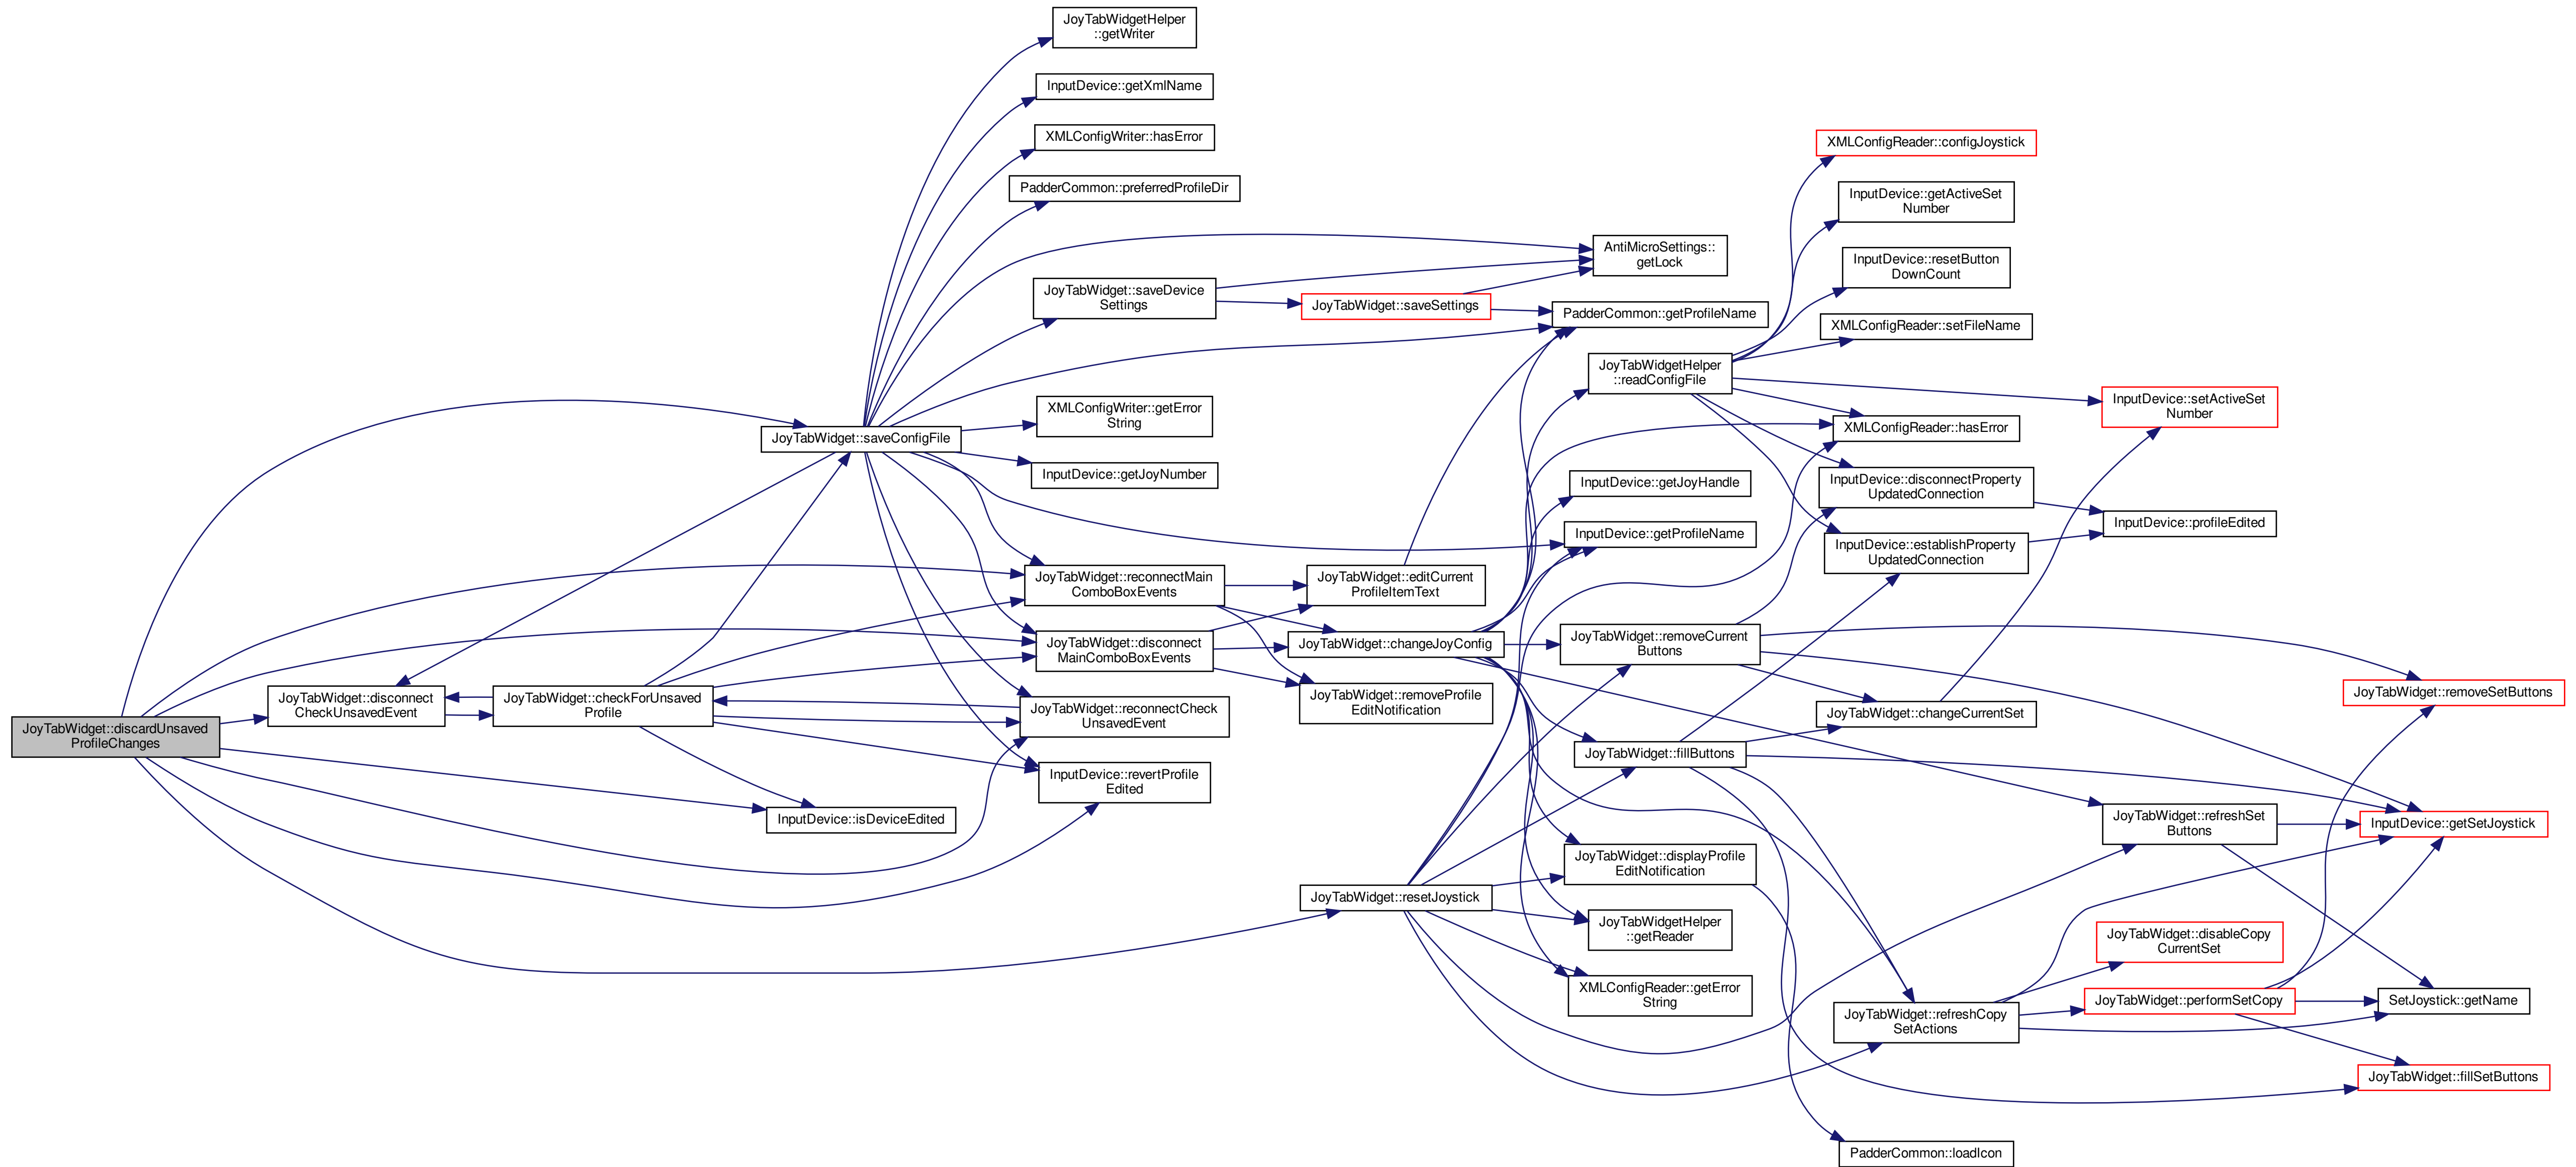 JoyTabWidget::discardUnsaved
ProfileChanges
JoyTabWidget::disconnect
CheckUnsavedEvent
JoyTabWidget::checkForUnsaved
Profile
JoyTabWidget::saveConfigFile
InputDevice::isDeviceEdited
JoyTabWidgetHelper
::getWriter
InputDevice::getXmlName
XMLConfigWriter::hasError
PadderCommon::preferredProfileDir
JoyTabWidget::saveDevice
Settings
XMLConfigWriter::getError
String
InputDevice::getJoyNumber
JoyTabWidget::reconnectMain
ComboBoxEvents
JoyTabWidget::disconnect
MainComboBoxEvents
JoyTabWidget::reconnectCheck
UnsavedEvent
InputDevice::revertProfile
Edited
JoyTabWidget::saveSettings
JoyTabWidget::editCurrent
ProfileItemText
JoyTabWidget::changeJoyConfig
JoyTabWidget::removeProfile
EditNotification
JoyTabWidget::resetJoystick
AntiMicroSettings::
getLock
PadderCommon::getProfileName
JoyTabWidgetHelper
::readConfigFile
InputDevice::getJoyHandle
InputDevice::getProfileName
JoyTabWidget::removeCurrent
Buttons
JoyTabWidget::fillButtons
JoyTabWidget::displayProfile
EditNotification
JoyTabWidgetHelper
::getReader
XMLConfigReader::getError
String
XMLConfigReader::configJoystick
InputDevice::getActiveSet
Number
InputDevice::resetButton
DownCount
XMLConfigReader::setFileName
XMLConfigReader::hasError
InputDevice::disconnectProperty
UpdatedConnection
InputDevice::establishProperty
UpdatedConnection
JoyTabWidget::changeCurrentSet
JoyTabWidget::refreshCopy
SetActions
PadderCommon::loadIcon
InputDevice::setActiveSet
Number
InputDevice::profileEdited
JoyTabWidget::refreshSet
Buttons
JoyTabWidget::disableCopy
CurrentSet
JoyTabWidget::performSetCopy
JoyTabWidget::removeSetButtons
InputDevice::getSetJoystick
SetJoystick::getName
JoyTabWidget::fillSetButtons